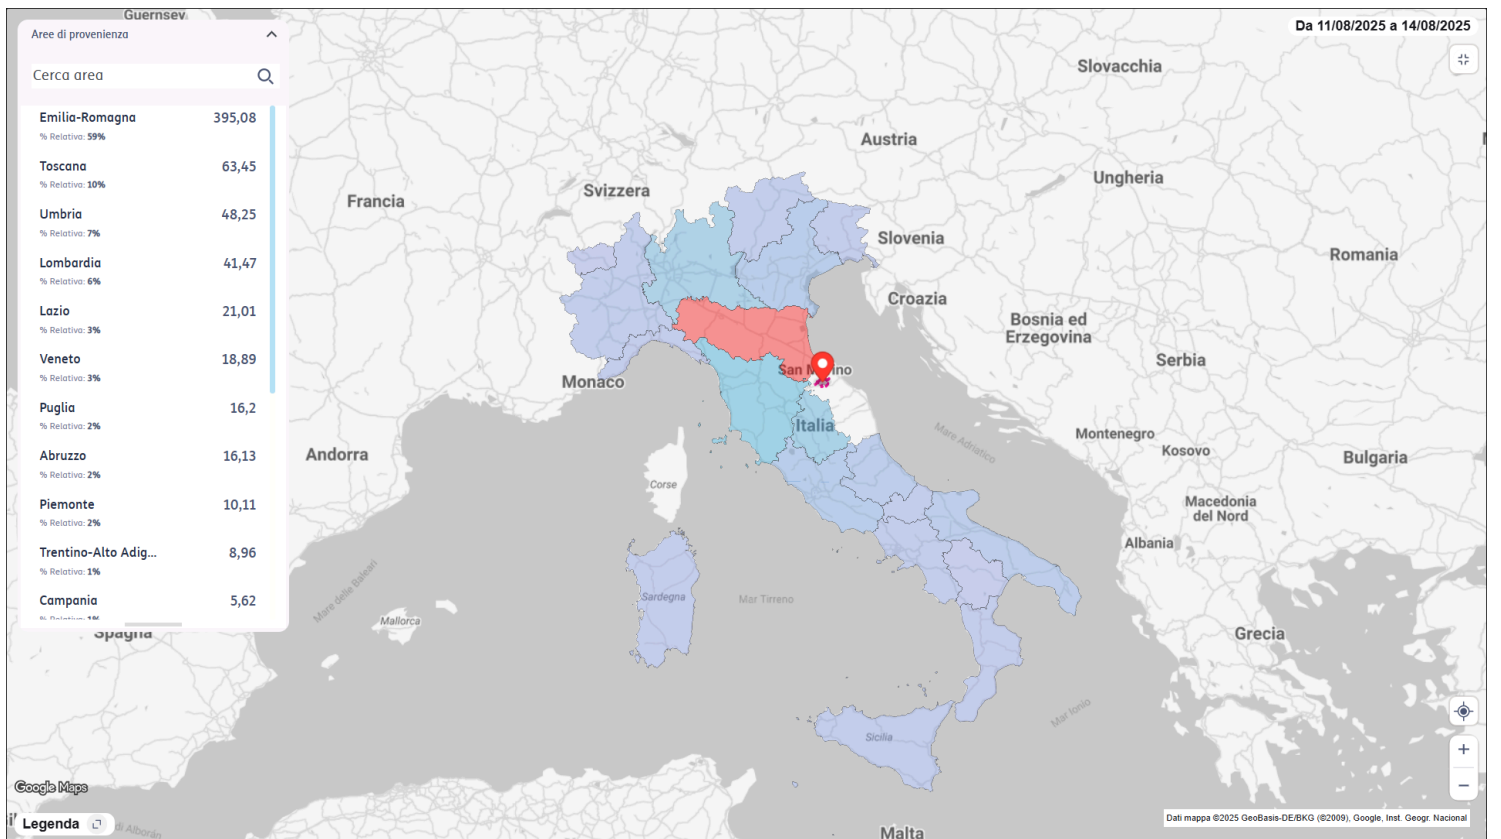 Guernsey
Aree di provenienza
Cerca area
Emilia-Romagna 395,08
% Relativo: 59%
Toscana 63,45
% Relativo: 10%
Umbria 48,25
% Relativo: 7%
Lombardia 41,47
% Relativo: 6%
Lazio 21,01
% Relativo: 3%
Veneto 18,89
% Relativo: 3%
Puglia 16,2
% Relativo: 2%
Abruzzo 16,13
% Relativo: 2%
Piemonte 10,11
% Relativo: 2%
Trentino-Alto Adig... 8,96
% Relativo: 1%
Campania 5,62
% Relativo: 1%
Da 11/08/2025 a 14/08/2025
Slovacchia
Austria
Ungheria
Svizzera
Francia
Slovenia
Romania
Croazia
Bosnia ed
Erzegovina
Serbia
San Marino
Monaco
Italia
Mare Adriatico
Montenegro
Kosovo
Andorra
Bulgaria
Corse
Macedonia
del Nord
Albania
Mare delle Baleari
Sardegna
Mar Tirreno
Mallorca
Spagna
Grecia
Mar Ionio
Sicilia
Google Maps
Legenda
di Alborán
Malta
Dati mappa ©2025 GeoBasis-DE/BKG (©2009), Google, Inst. Geogr. Nacional